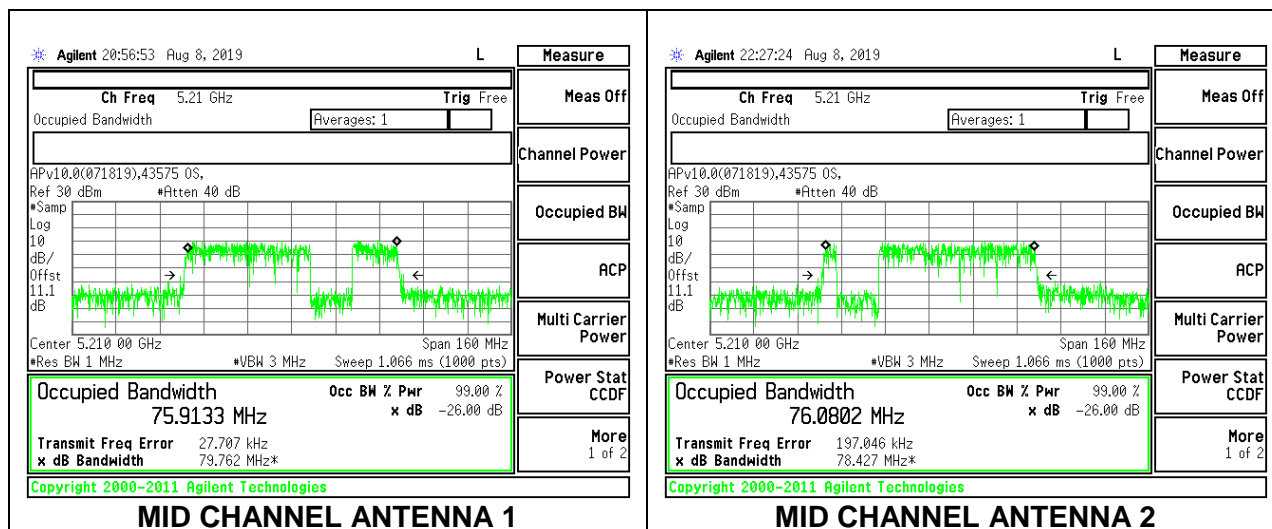 Agilent 20:56:53 Aug 8, 2019 L
Measure
Ch Freq 5.21 GHz Trig Free
Meas Off
Occupied Bandwidth Averages: 1
Channel Power
APv10.0(071819),43575 OS,
Ref 30 dBm #Atten 40 dB
#Samp
Log
10
dB/
Offst
11.1
dB
Occupied BW
ACP
Multi Carrier
Power
Center 5.210 00 GHz Span 160 MHz
#Res BW 1 MHz #VBW 3 MHz Sweep 1.066 ms (1000 pts)
Power Stat
CCDF
Occupied Bandwidth Occ BW % Pwr 99.00 %
75.9133 MHz x dB -26.00 dB
Transmit Freq Error 27.707 kHz
x dB Bandwidth 79.762 MHz*
More
1 of 2
Copyright 2000-2011 Agilent Technologies
MID CHANNEL ANTENNA 1
Agilent 22:27:24 Aug 8, 2019 L
Measure
Ch Freq 5.21 GHz Trig Free
Meas Off
Occupied Bandwidth Averages: 1
Channel Power
APv10.0(071819),43575 OS,
Ref 30 dBm #Atten 40 dB
#Samp
Log
10
dB/
Offst
11.1
dB
Occupied BW
ACP
Multi Carrier
Power
Center 5.210 00 GHz Span 160 MHz
#Res BW 1 MHz #VBW 3 MHz Sweep 1.066 ms (1000 pts)
Power Stat
CCDF
Occupied Bandwidth Occ BW % Pwr 99.00 %
76.0802 MHz x dB -26.00 dB
Transmit Freq Error 197.046 kHz
x dB Bandwidth 78.427 MHz*
More
1 of 2
Copyright 2000-2011 Agilent Technologies
MID CHANNEL ANTENNA 2